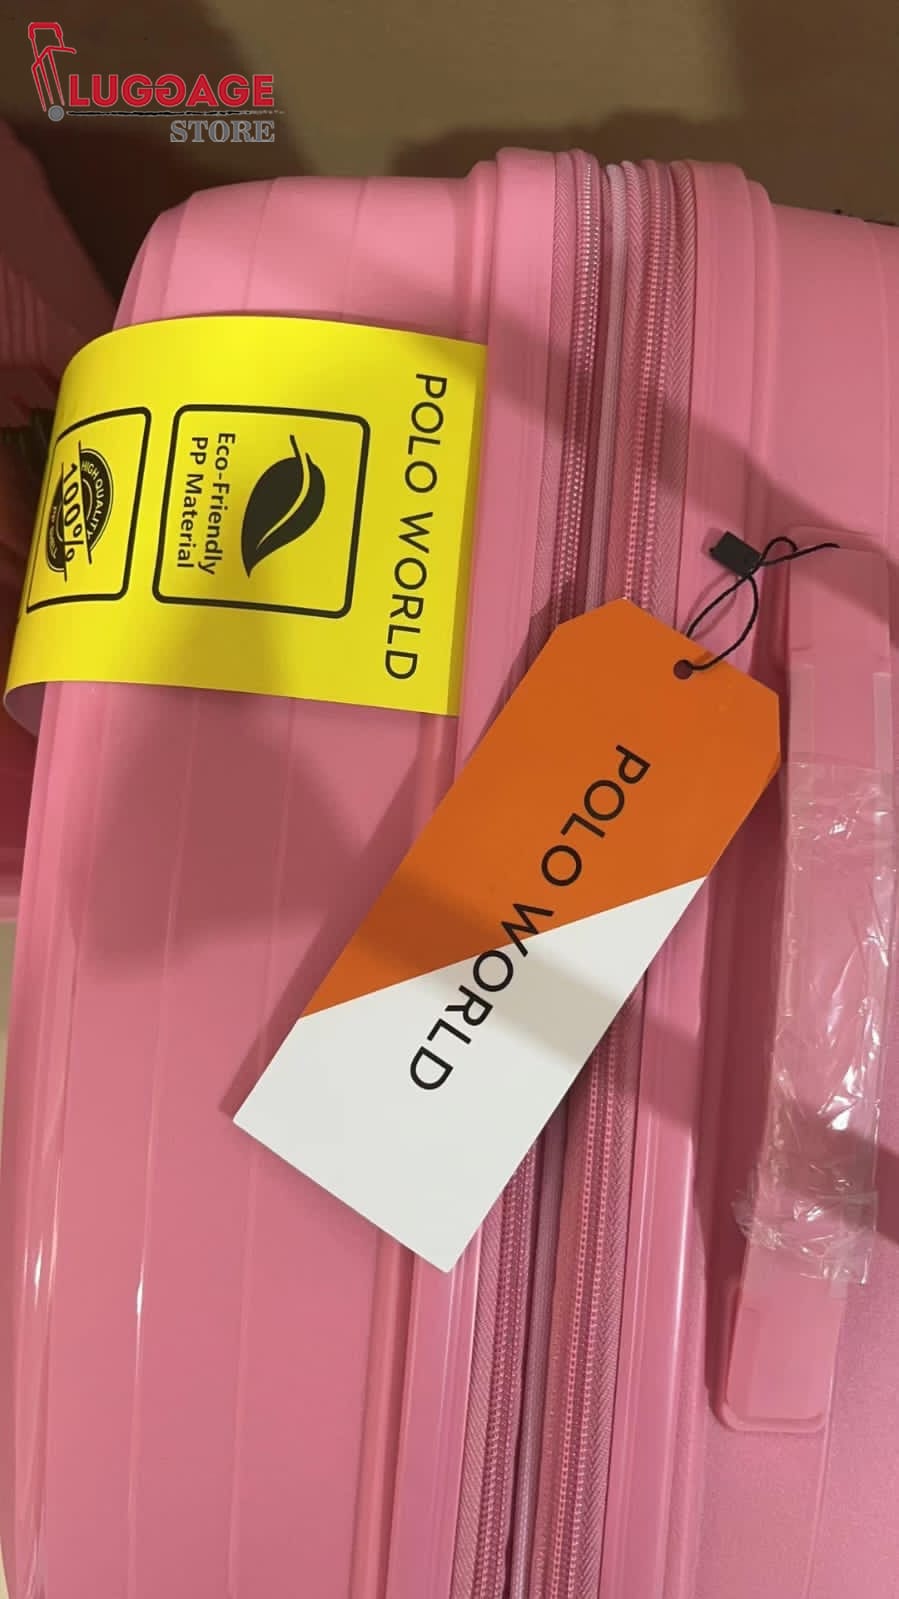 LUGGAGE
STORE
POLO WORLD
Eco-Friendly
PP Material
HIGH QUALITY
100%
POLO WORLD